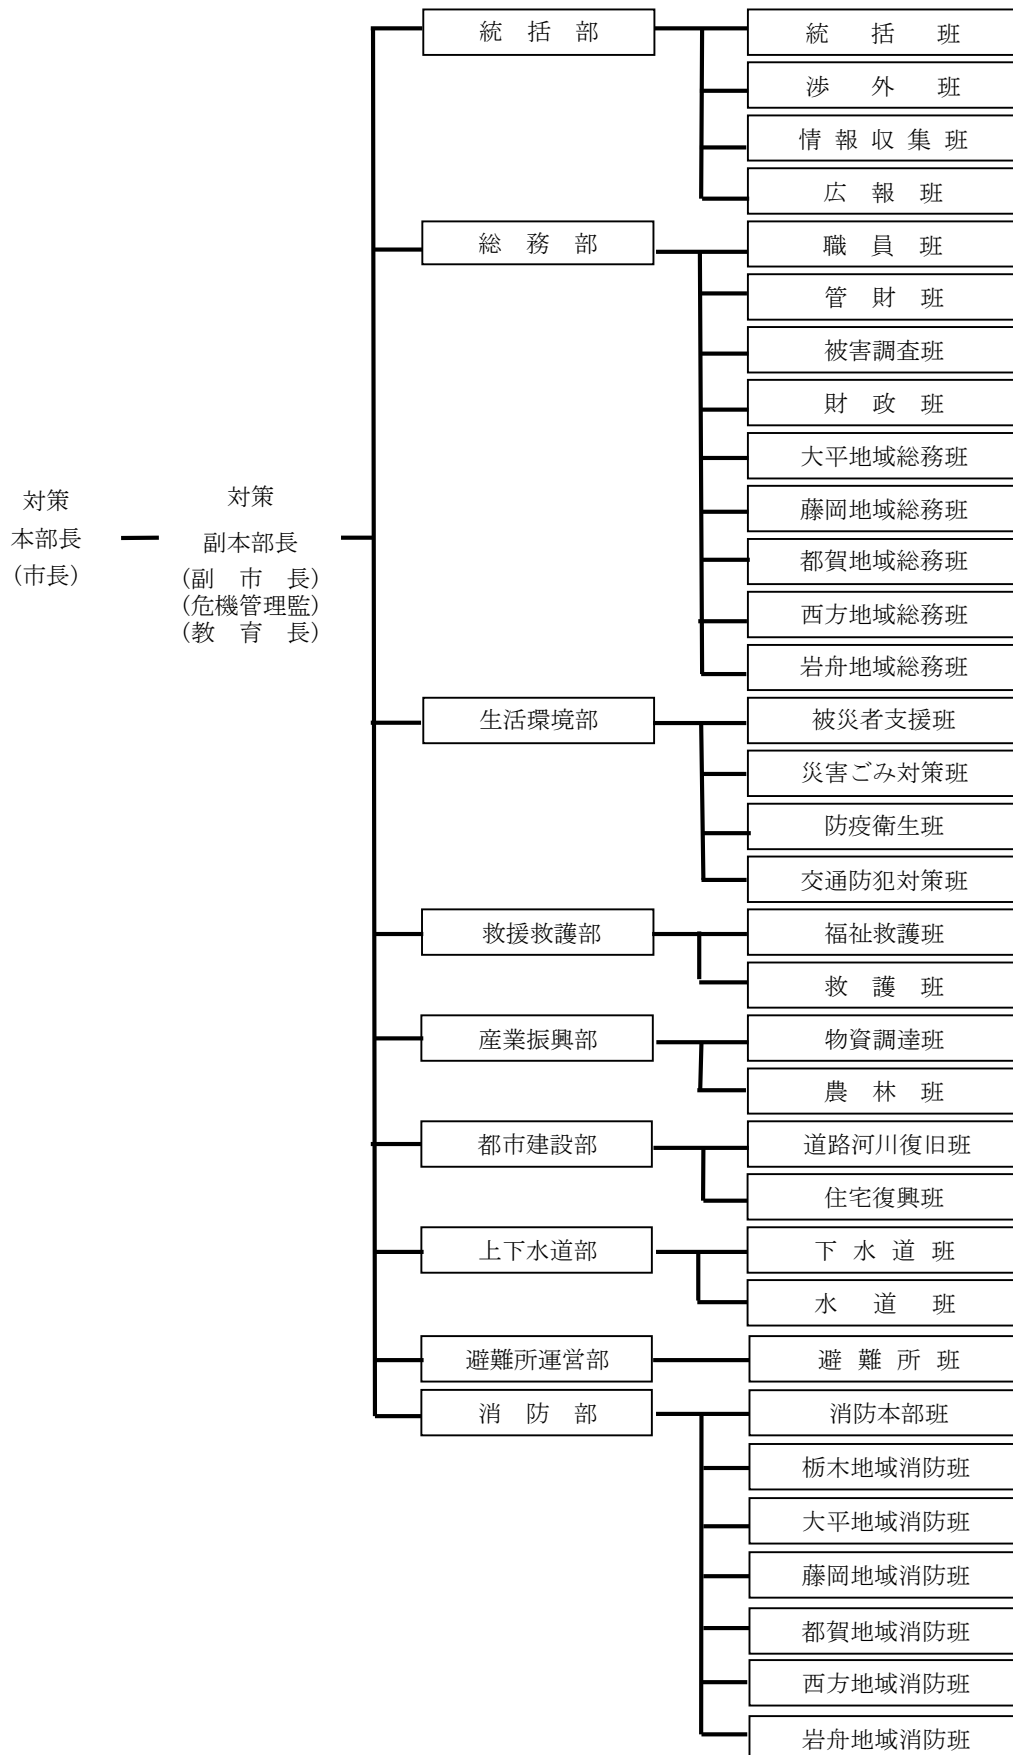 対策
本部長
(市長)
対策
副本部長
(副 市 長)
(危機管理監)
(教 育 長)
統 括 部
統 括 班
渉 外 班
情 報 収 集 班
広 報 班
総 務 部
職 員 班
管 財 班
被害調査班
財 政 班
大平地域総務班
藤岡地域総務班
都賀地域総務班
西方地域総務班
岩舟地域総務班
生活環境部
被災者支援班
災害ごみ対策班
防疫衛生班
交通防犯対策班
救援救護部
福祉救護班
救 護 班
産業振興部
物資調達班
農 林 班
都市建設部
道路河川復旧班
住宅復興班
上下水道部
下 水 道 班
水 道 班
避難所運営部
避 難 所 班
消 防 部
消防本部班
栃木地域消防班
大平地域消防班
藤岡地域消防班
都賀地域消防班
西方地域消防班
岩舟地域消防班